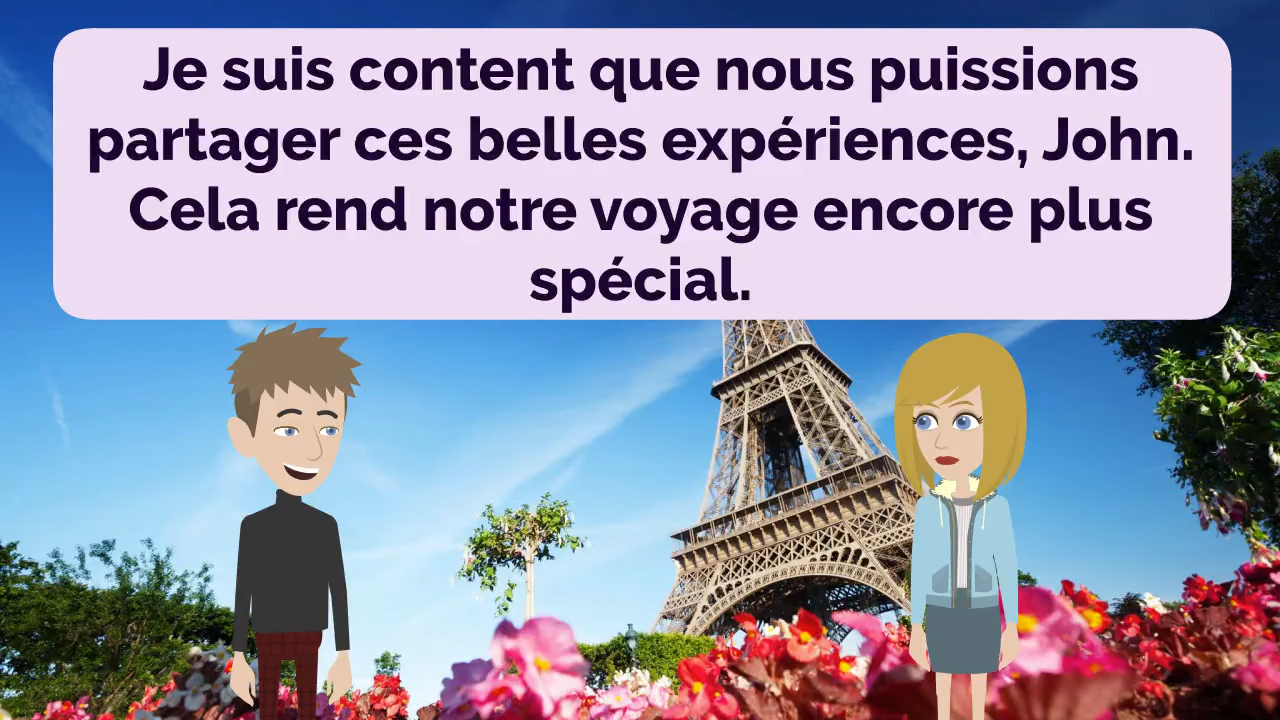 Je suis content que nous puissions
partager ces belles expériences, John.
Cela rend notre voyage encore plus
spécial.